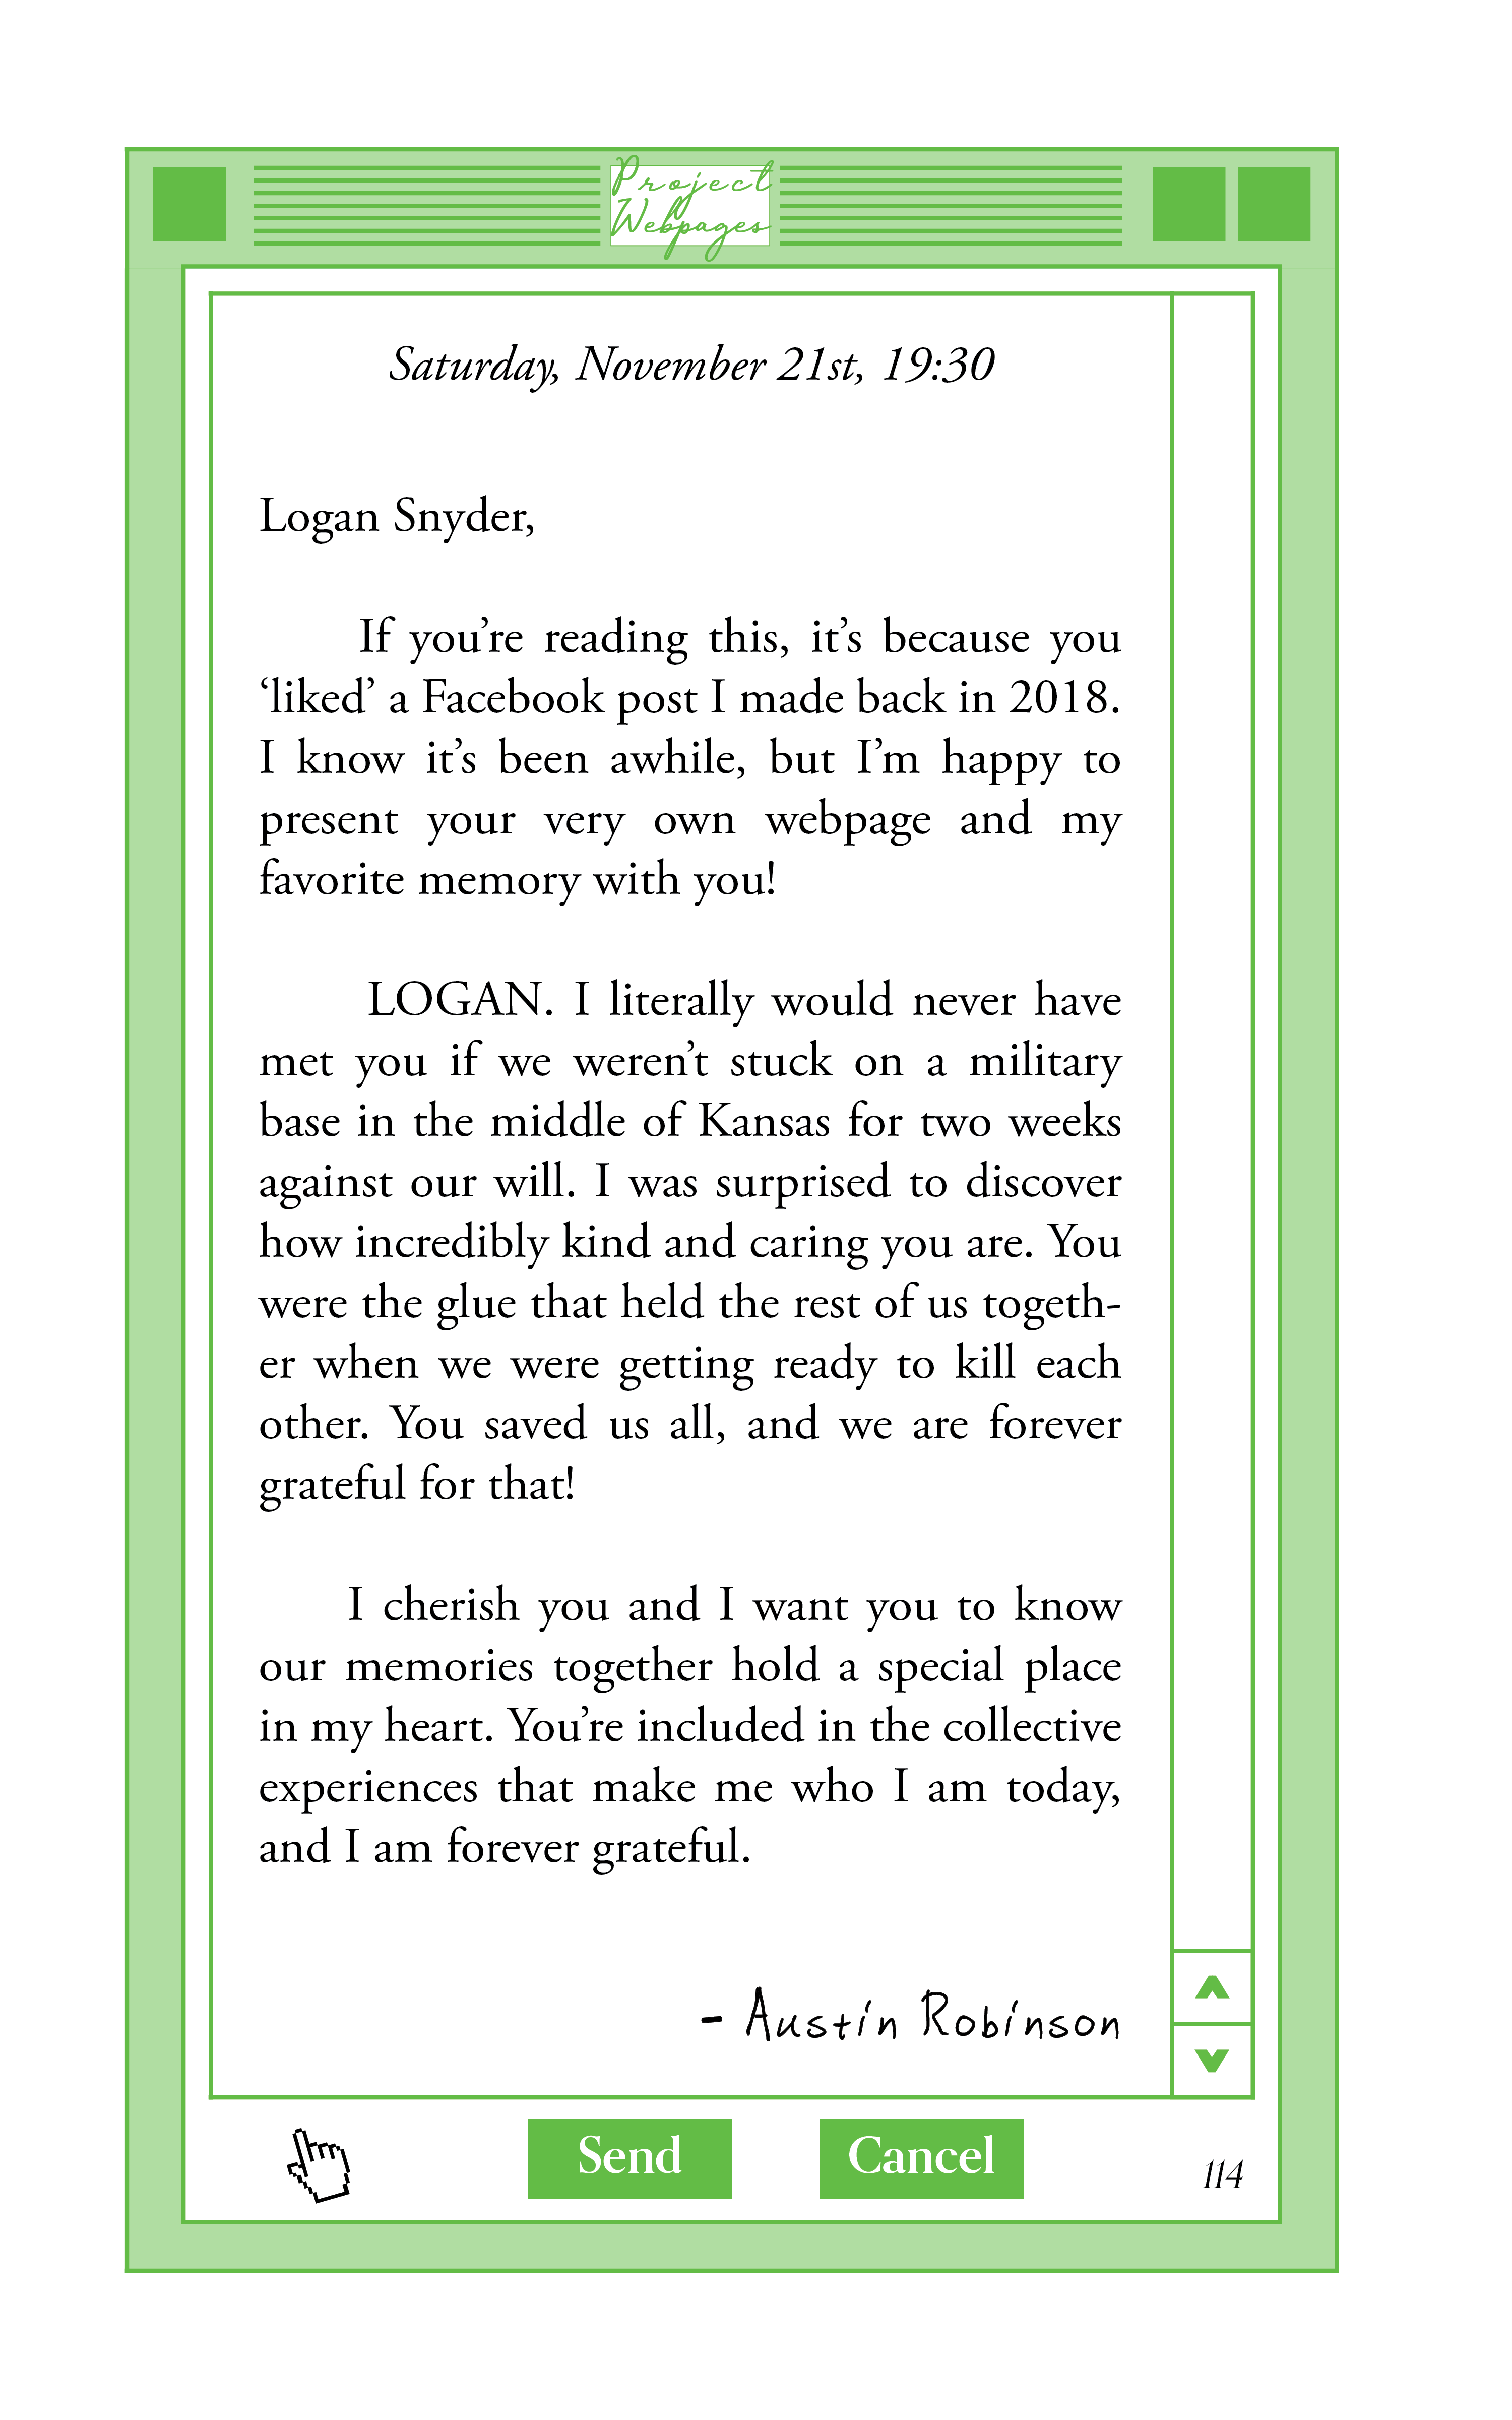 Project
Webpages
Saturday, November 21st, 19:30
Logan Snyder,
If you’re reading this, it’s because you
‘liked’ a Facebook post I made back in 2018.
I know it’s been awhile, but I’m happy to
present your very own webpage and my
favorite memory with you!
LOGAN. I literally would never have
met you if we weren’t stuck on a military
base in the middle of Kansas for two weeks
against our will. I was surprised to discover
how incredibly kind and caring you are. You
were the glue that held the rest of us togeth-
er when we were getting ready to kill each
other. You saved us all, and we are forever
grateful for that!
I cherish you and I want you to know
our memories together hold a special place
in my heart. You’re included in the collective
experiences that make me who I am today,
and I am forever grateful.
- Austin Robinson
Send Cancel 114